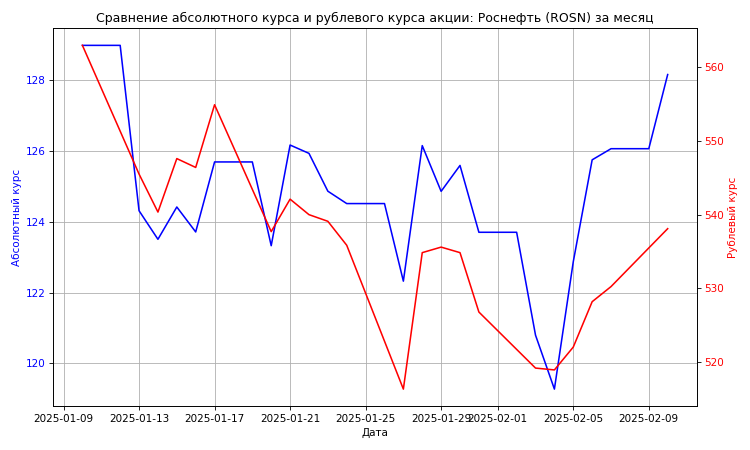 Сравнение абсолютного курса и рублевого курса акции: Роснефть (ROSN) за месяц
128
126
124
122
120
Абсолютный курс
560
550
540
530
520
Рублевый курс
2025-01-09 2025-01-13 2025-01-17 2025-01-21 2025-01-25 2025-01-29 2025-02-01 2025-02-05 2025-02-09
Дата